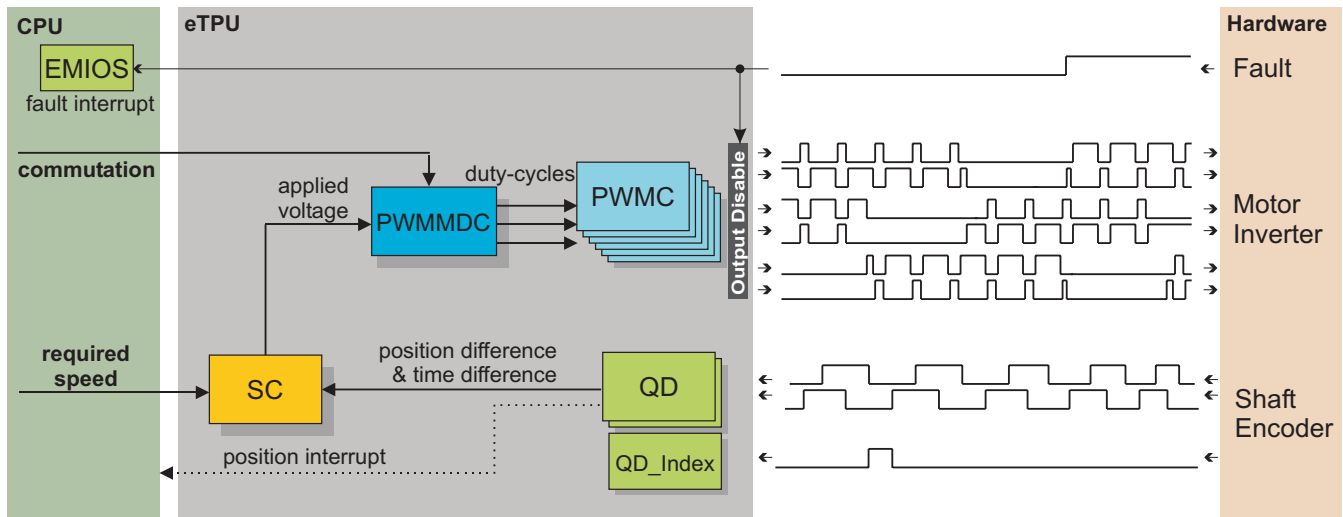 CPU
eTPU
Hardware
EMIOS
fault interrupt
Fault
commutation
applied
voltage
PWMMDC
duty-cycles
PWMC
Output Disable
Motor
Inverter
required
speed
SC
position difference
& time difference
QD
QD_Index
position interrupt
Shaft
Encoder